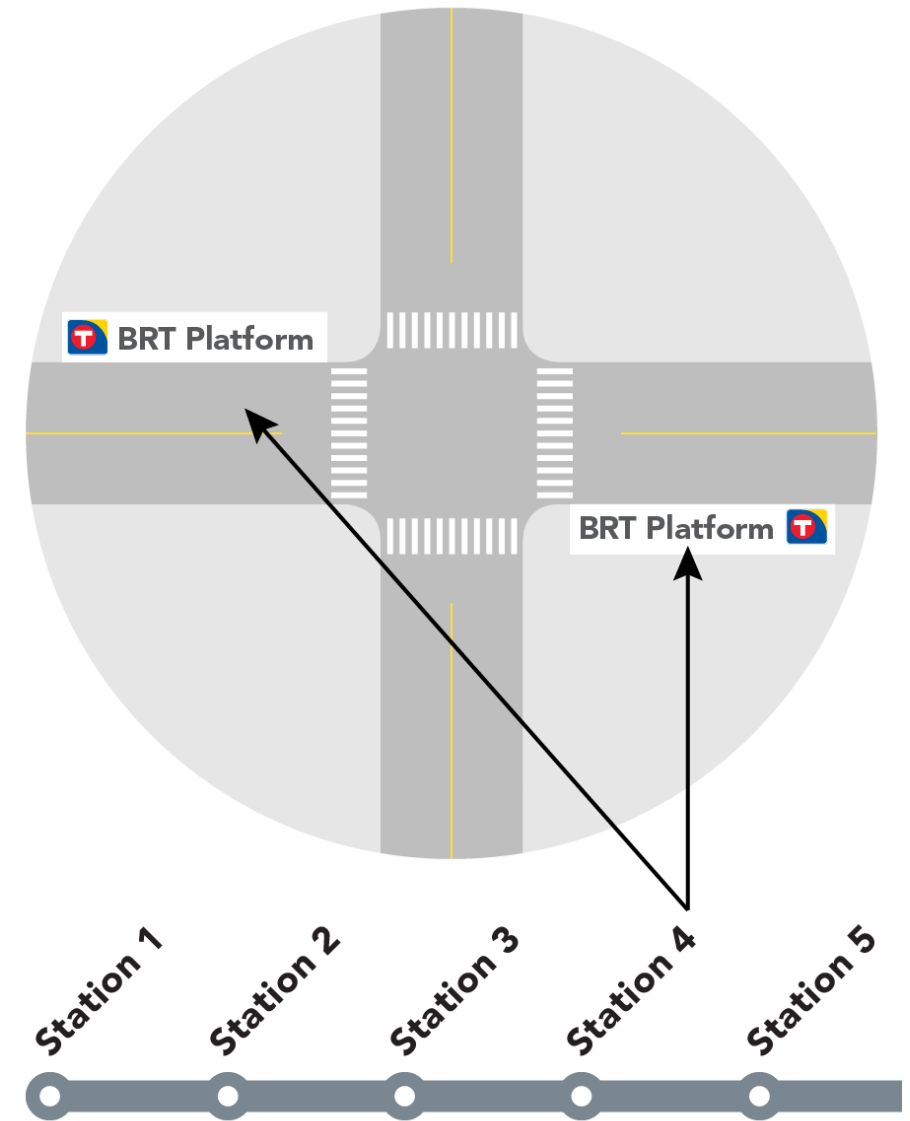 T BRT Platform
BRT Platform T
Station 1
Station 2
Station 3
Station 4
Station 5